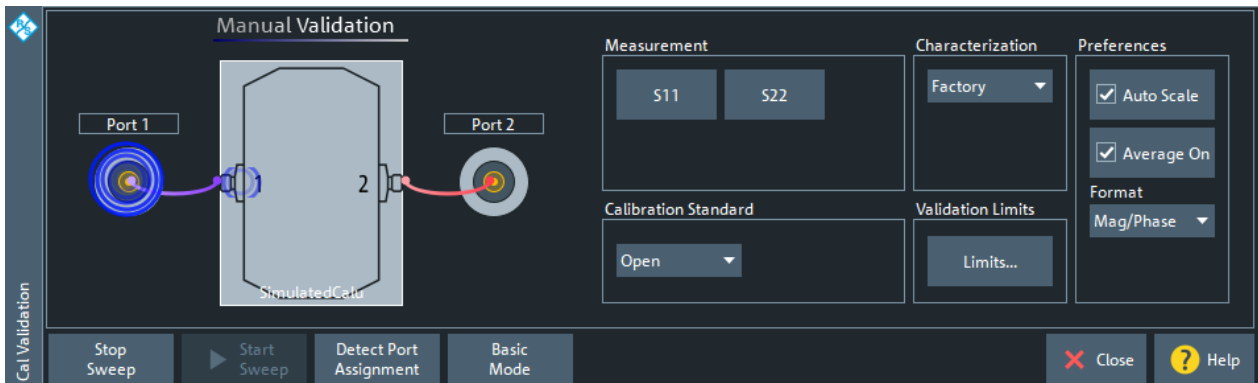 R&S
Manual Validation
Port 1
Port 2
1
2
SimulatedCalu
Measurement
S11
S22
Calibration Standard
Open
Characterization
Factory
Validation Limits
Limits...
Preferences
Auto Scale
Average On
Format
Mag/Phase
Cal Validation
Stop
Sweep
Start
Sweep
Detect Port
Assignment
Basic
Mode
Close
? Help